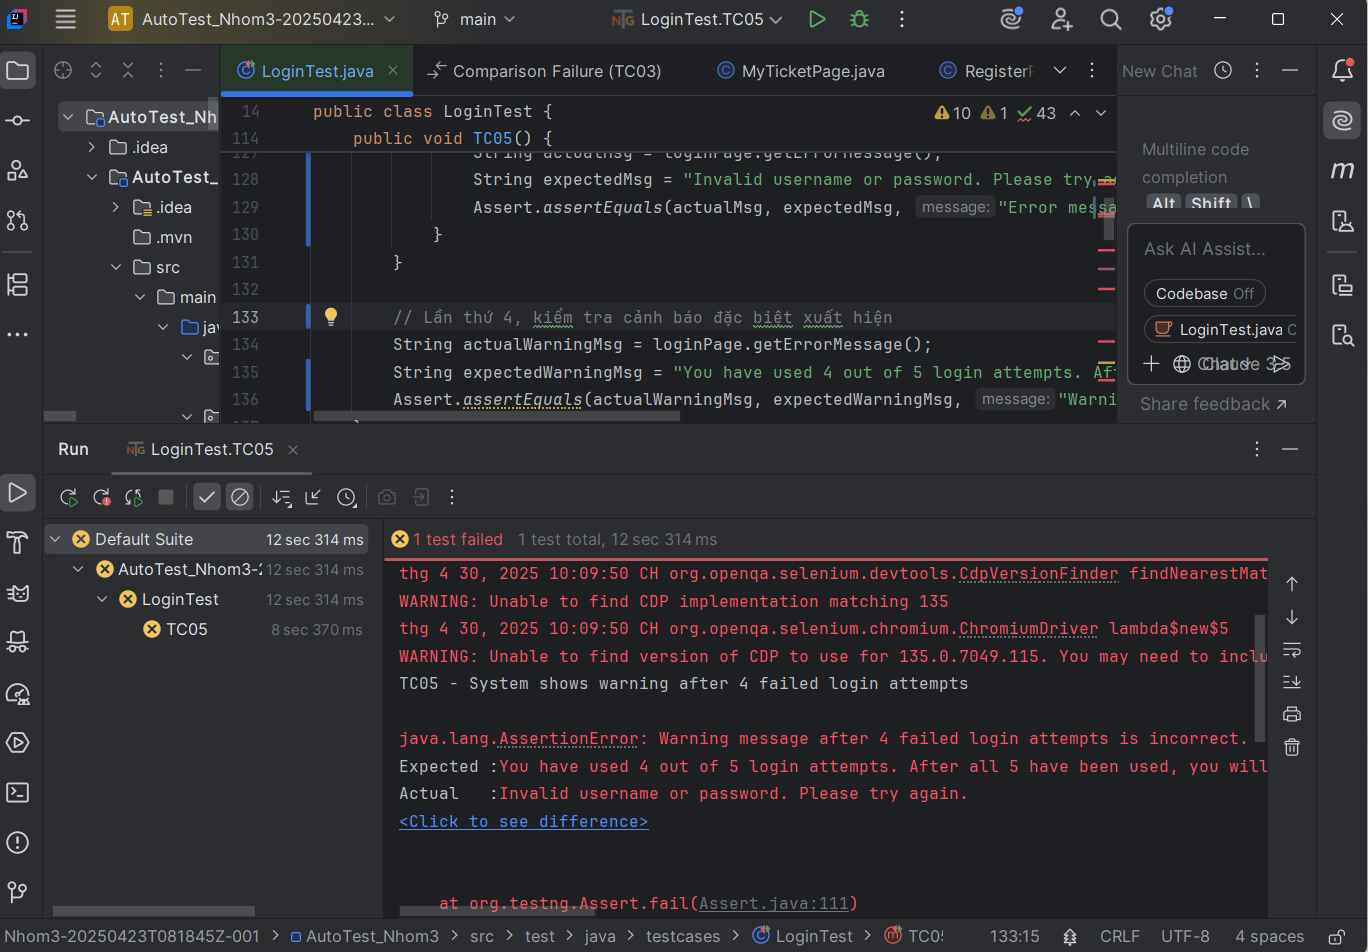 AT AutoTest_Nhom3-20250423... main LoginTest.TC05
LoginTest.java Comparison Failure (TC03) MyTicketPage.java Register
New Chat
AutoTest_Nh
.idea
AutoTest_
.idea
.mvn
src
main
jav
14 public class LoginTest {
10 1 43
114 public void TC05() {
127 String actualMsg = loginPage.getErrorMessage();
128 String expectedMsg = "Invalid username or password. Please try
129 Assert.assertEquals(actualMsg, expectedMsg, message: "Error messa
130 }
131 }
132
133 // Lần thứ 4, kiểm tra cảnh báo đặc biệt xuất hiện
134 String actualWarningMsg = loginPage.getErrorMessage();
135 String expectedWarningMsg = "You have used 4 out of 5 login attempts. Af
136 Assert.assertEquals(actualWarningMsg, expectedWarningMsg, message: "Warni
Multiline code
completion
Alt Shift \
Ask AI Assist...
Codebase Off
LoginTest.java
Share feedback ↗
Run LoginTest.TC05
Default Suite 12 sec 314 ms
AutoTest_Nhom3-2 12 sec 314 ms
LoginTest 12 sec 314 ms
TC05 8 sec 370 ms
1 test failed 1 test total, 12 sec 314 ms
thg 4 30, 2025 10:09:50 CH org.openqa.selenium.devtools.CdpVersionFinder findNearestMat
WARNING: Unable to find CDP implementation matching 135
thg 4 30, 2025 10:09:50 CH org.openqa.selenium.chromium.ChromiumDriver lambda$new$5
WARNING: Unable to find version of CDP to use for 135.0.7049.115. You may need to inclu
TC05 - System shows warning after 4 failed login attempts
java.lang.AssertionError: Warning message after 4 failed login attempts is incorrect.
Expected :You have used 4 out of 5 login attempts. After all 5 have been used, you will
Actual   :Invalid username or password. Please try again.
<Click to see difference>
at org.testng.Assert.fail(Assert.java:111)
Nhom3-20250423T081845Z-001 > AutoTest_Nhom3 > src > test > java > testcases > LoginTest > TC05 133:15 CRLF UTF-8 4 spaces